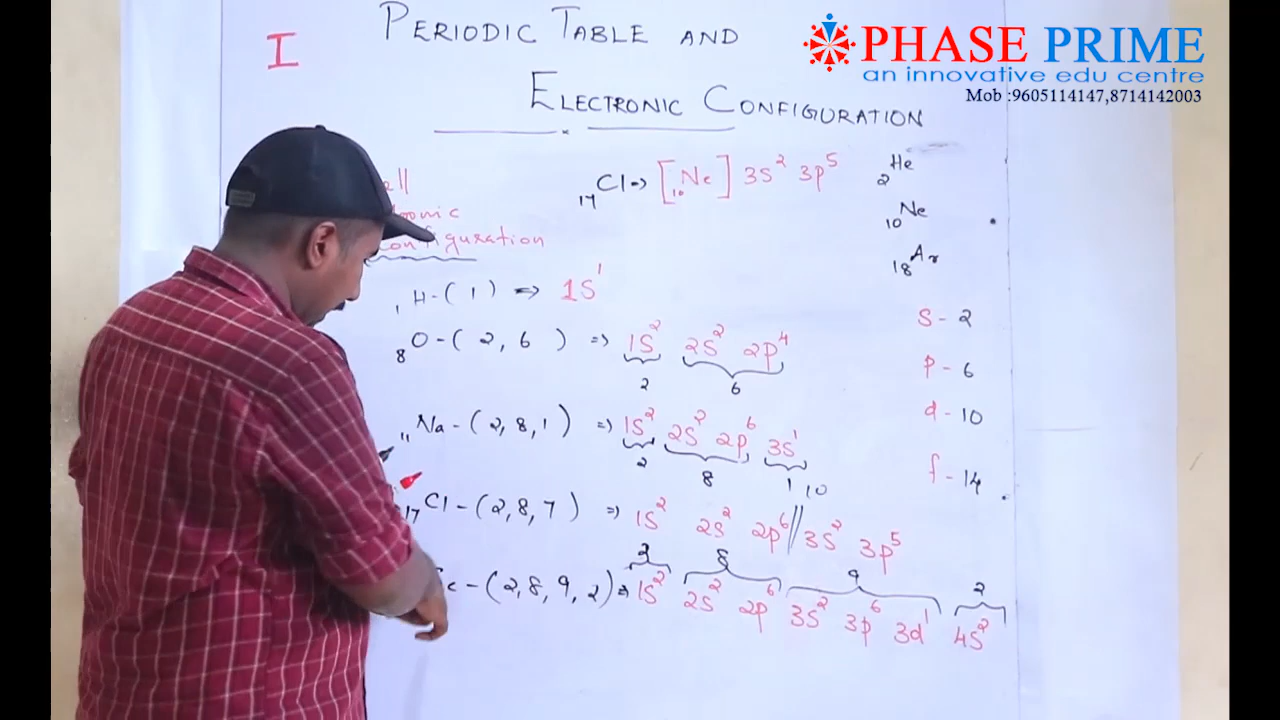 I
PERIODIC TABLE AND
ELECTRONIC CONFIGURATION
PHASE PRIME
an innovative edu centre
Mob :9605114147,8714142003
₁₇Cl ⇒ [₁₀Ne] 3s² 3p⁵
₂He
₁₀Ne
₁₈Ar
configuration
₁H-(1) ⇒ 1s¹
₈O-(2,6) ⇒ 1s² 2s² 2p⁴
2 6
₁₁Na-(2,8,1) ⇒ 1s² 2s² 2p⁶ 3s¹
2 8 1
10
₁₇Cl-(2,8,7) ⇒ 1s² 2s² 2p⁶ // 3s² 3p⁵
2 8 9 2
-(2,8,9,2) ⇒ 1s² 2s² 2p⁶ 3s² 3p⁶ 3d¹ 4s²
s-2
p-6
d-10
f-14